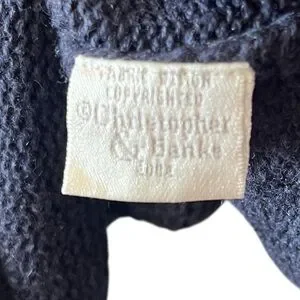 FABRIC DESIGN
COPYRIGHTED
©Christopher
& Banks
2002